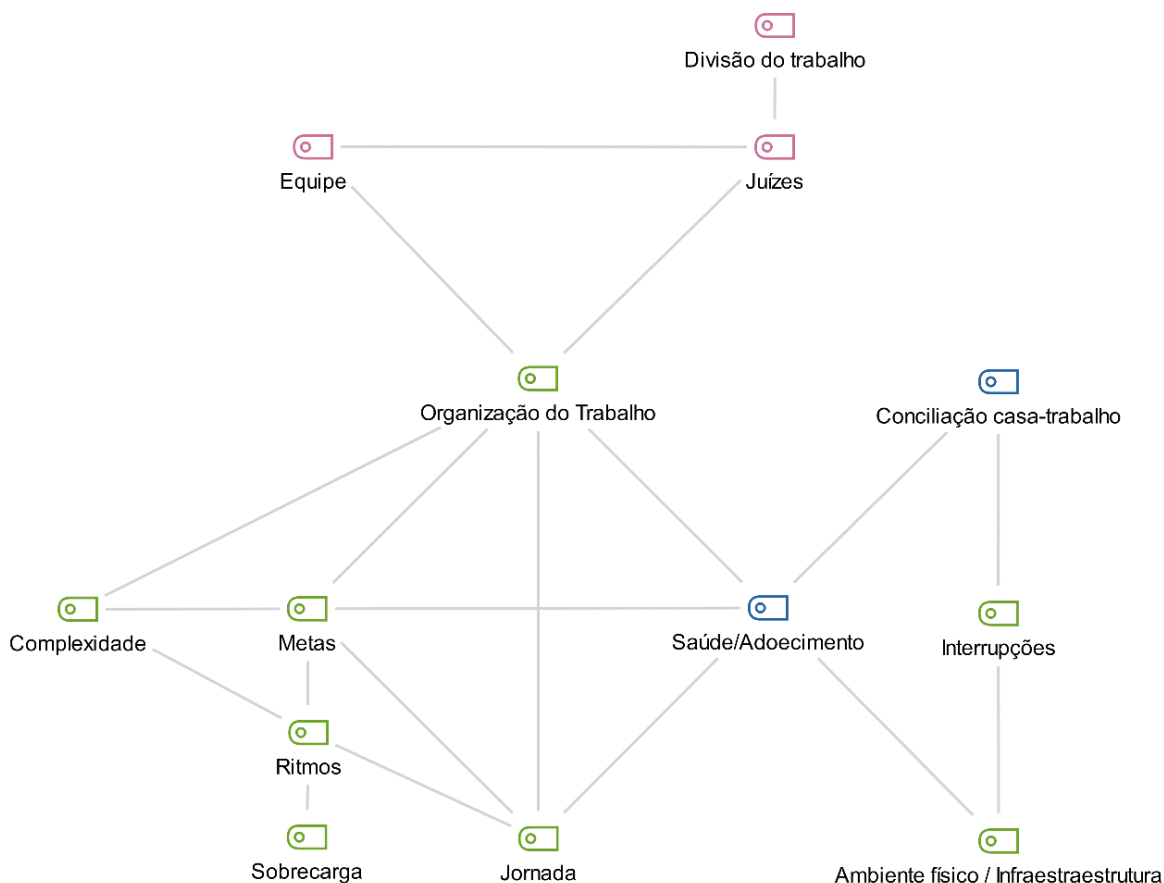 Divisão do trabalho
Equipe
Juízes
Organização do Trabalho
Conciliação casa-trabalho
Complexidade
Metas
Saúde/Adoecimento
Interrupções
Ritmos
Sobrecarga
Jornada
Ambiente físico / Infraestraestrutura